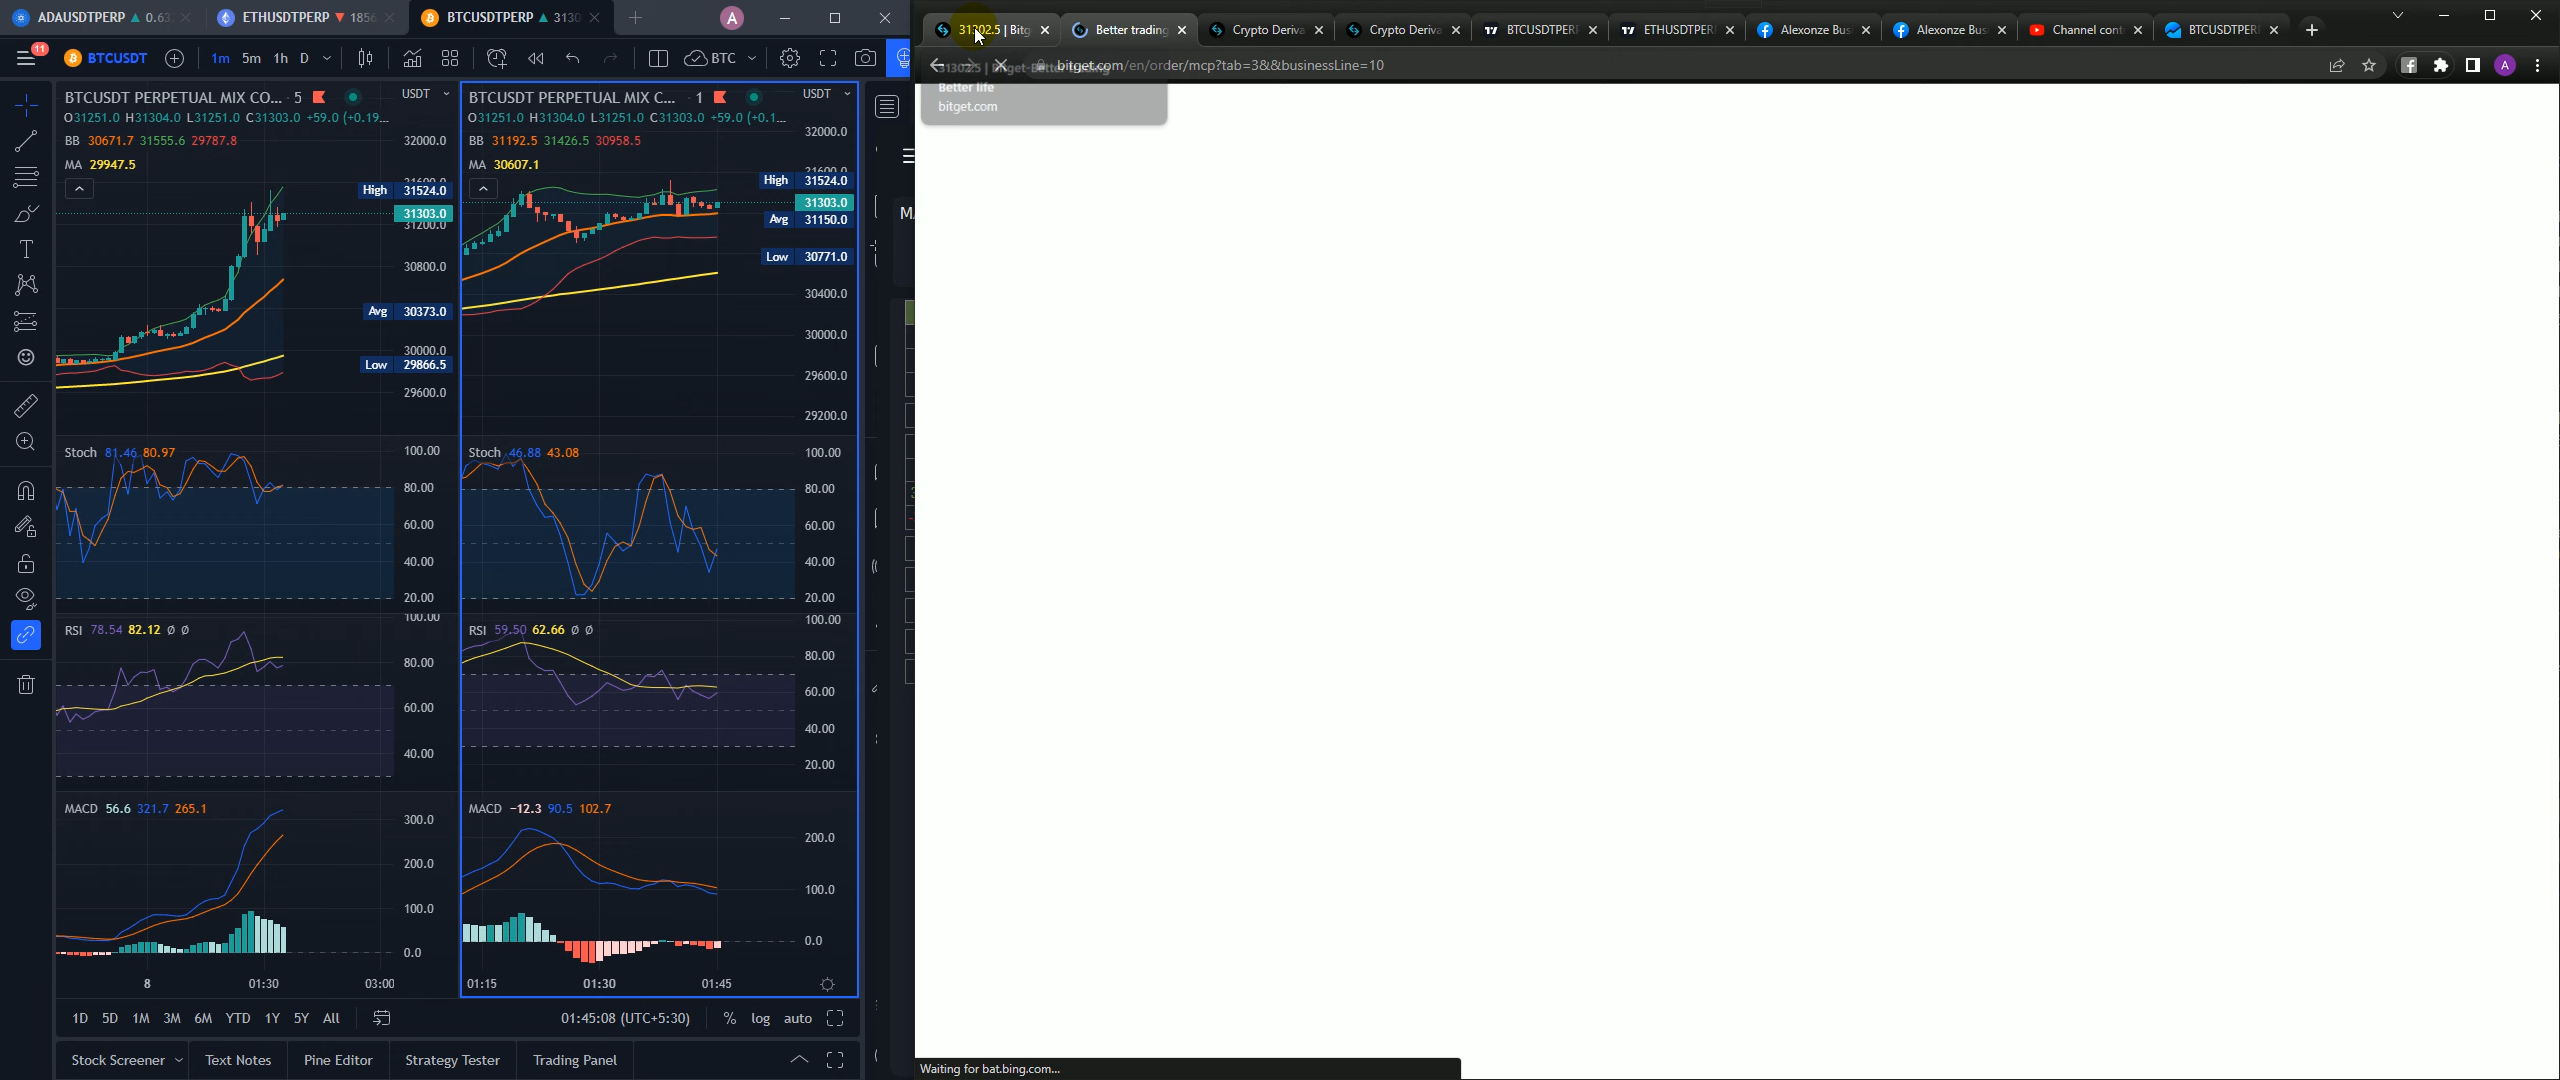 ADAUSDTPERP ▲ 0.63
ETHUSDTPERP ▼ 1856
BTCUSDTPERP ▲ 3130
A
31302.5 | Bitg
Better trading
Crypto Deriva
Crypto Deriva
BTCUSDTPERP
ETHUSDTPERP
Alexonze Bus
Alexonze Bus
Channel cont
BTCUSDTPERP
11
BTCUSDT
1m 5m 1h D
BTC
bitget.com/en/order/mcp?tab=3&&businessLine=10
A
31302.5 | Bitget-Better trading
Better life
bitget.com
BTCUSDT PERPETUAL MIX CO... · 5
USDT
O31251.0 H31304.0 L31251.0 C31303.0 +59.0 (+0.19...
BB 30671.7 31555.6 29787.8
MA 29947.5
32000.0
31600.0
High 31524.0
31303.0
31200.0
30800.0
Avg 30373.0
30000.0
Low 29866.5
29600.0
Stoch 81.46 80.97
100.00
80.00
60.00
40.00
20.00
RSI 78.54 82.12 ∅ ∅
100.00
80.00
60.00
40.00
MACD 56.6 321.7 265.1
300.0
200.0
100.0
0.0
8 01:30 03:00
BTCUSDT PERPETUAL MIX C... · 1
USDT
O31251.0 H31304.0 L31251.0 C31303.0 +59.0 (+0.1...
BB 31192.5 31426.5 30958.5
MA 30607.1
32000.0
31600.0
High 31524.0
31303.0
Avg 31150.0
Low 30771.0
30400.0
30000.0
29600.0
29200.0
Stoch 46.88 43.08
100.00
80.00
60.00
40.00
20.00
RSI 59.50 62.66 ∅ ∅
100.00
80.00
60.00
40.00
20.00
MACD −12.3 90.5 102.7
200.0
100.0
0.0
01:15 01:30 01:45
1D 5D 1M 3M 6M YTD 1Y 5Y All
01:45:08 (UTC+5:30)
% log auto
Stock Screener
Text Notes
Pine Editor
Strategy Tester
Trading Panel
Waiting for bat.bing.com...